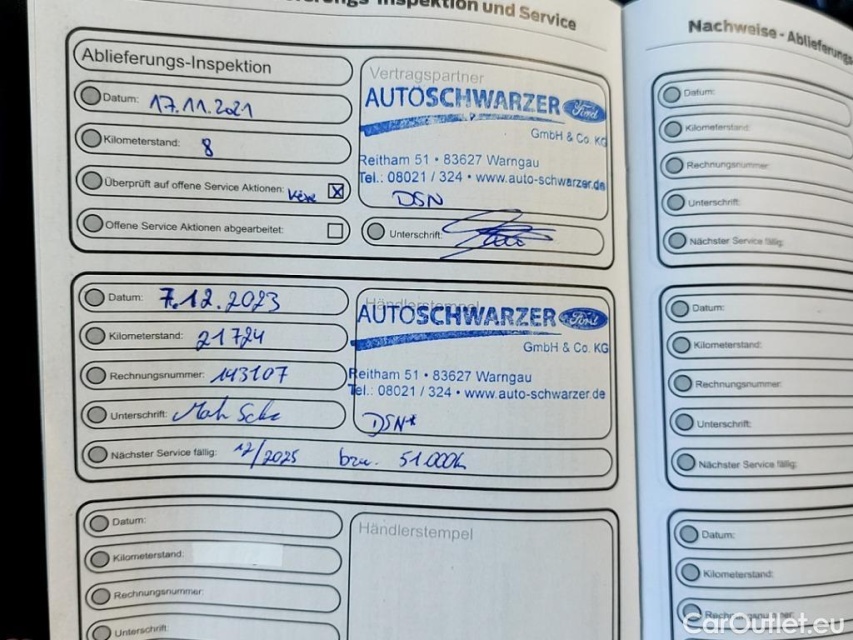 Inspektion und Service
Ablieferungs-Inspektion
Datum: 17.11.2021
Kilometerstand: 8
Überprüft auf offene Service Aktionen: Keine
Offene Service Aktionen abgearbeitet:
Vertragspartner
AUTOSCHWARZER Ford
GmbH & Co. KG
Reitham 51 • 83627 Warngau
Tel.: 08021 / 324 • www.auto-schwarzer.de
DSN
Unterschrift:
Datum: 7.12.2023
Kilometerstand: 21724
Rechnungsnummer: 143107
Unterschrift:
Nächster Service fällig: 12/2025 bzw. 51.000k
Händlerstempel
AUTOSCHWARZER Ford
GmbH & Co. KG
Reitham 51 • 83627 Warngau
Tel.: 08021 / 324 • www.auto-schwarzer.de
DSN*
Datum:
Kilometerstand:
Rechnungsnummer:
Unterschrift:
Händlerstempel
Nachweise - Ablieferungs
Datum:
Kilometerstand:
Rechnungsnummer:
Unterschrift:
Nächster Service fällig:
Datum:
Kilometerstand:
Rechnungsnummer:
Unterschrift:
Nächster Service fällig:
Datum:
Kilometerstand:
Rechnungsnummer:
CarOutlet.eu